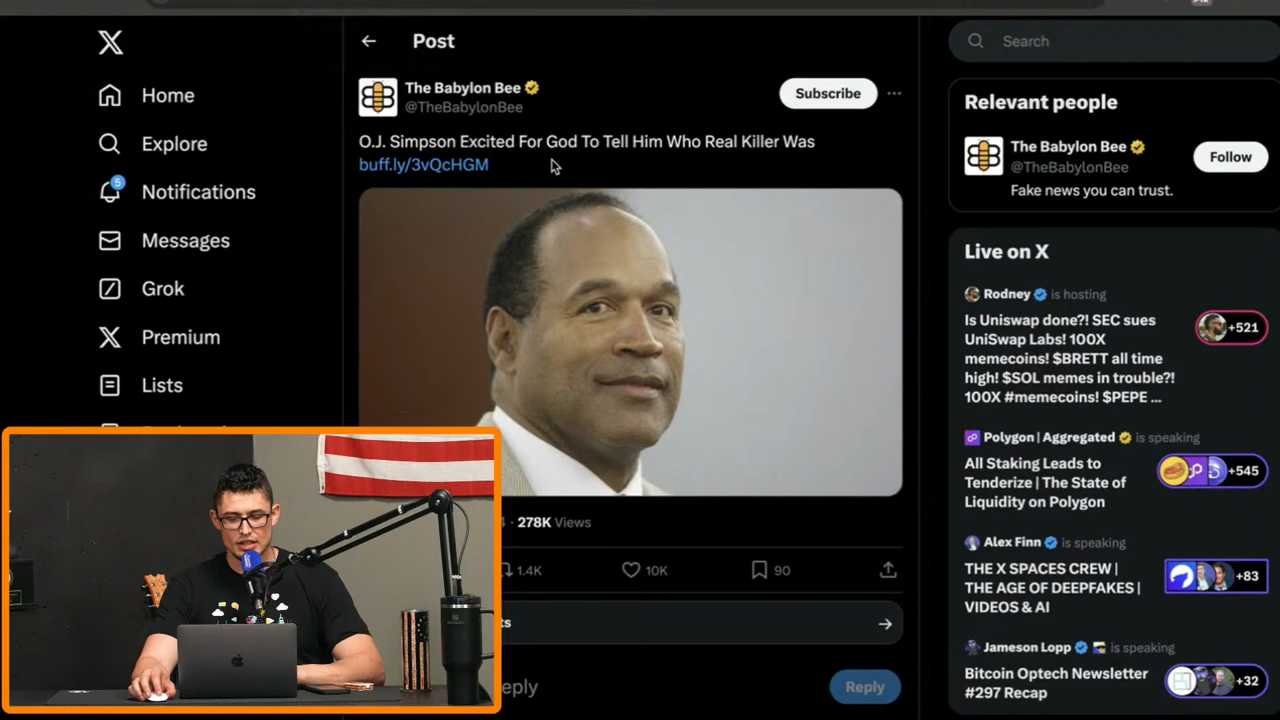 Post
The Babylon Bee
@TheBabylonBee
Subscribe
O.J. Simpson Excited For God To Tell Him Who Real Killer Was
buff.ly/3vQcHGM
278K Views
1.4K
10K
90
Reply
Home
Explore
5
Notifications
Messages
Grok
Premium
Lists
Search
Relevant people
The Babylon Bee
@TheBabylonBee
Follow
Fake news you can trust.
Live on X
Rodney is hosting
Is Uniswap done?! SEC sues
UniSwap Labs! 100X
memecoins! $BRETT all time
high! $SOL memes in trouble?!
100X #memecoins! $PEPE ...
+521
Polygon | Aggregated is speaking
All Staking Leads to
Tenderize | The State of
Liquidity on Polygon
+545
Alex Finn is speaking
THE X SPACES CREW |
THE AGE OF DEEPFAKES |
VIDEOS & AI
+83
Jameson Lopp is speaking
Bitcoin Optech Newsletter
#297 Recap
+32